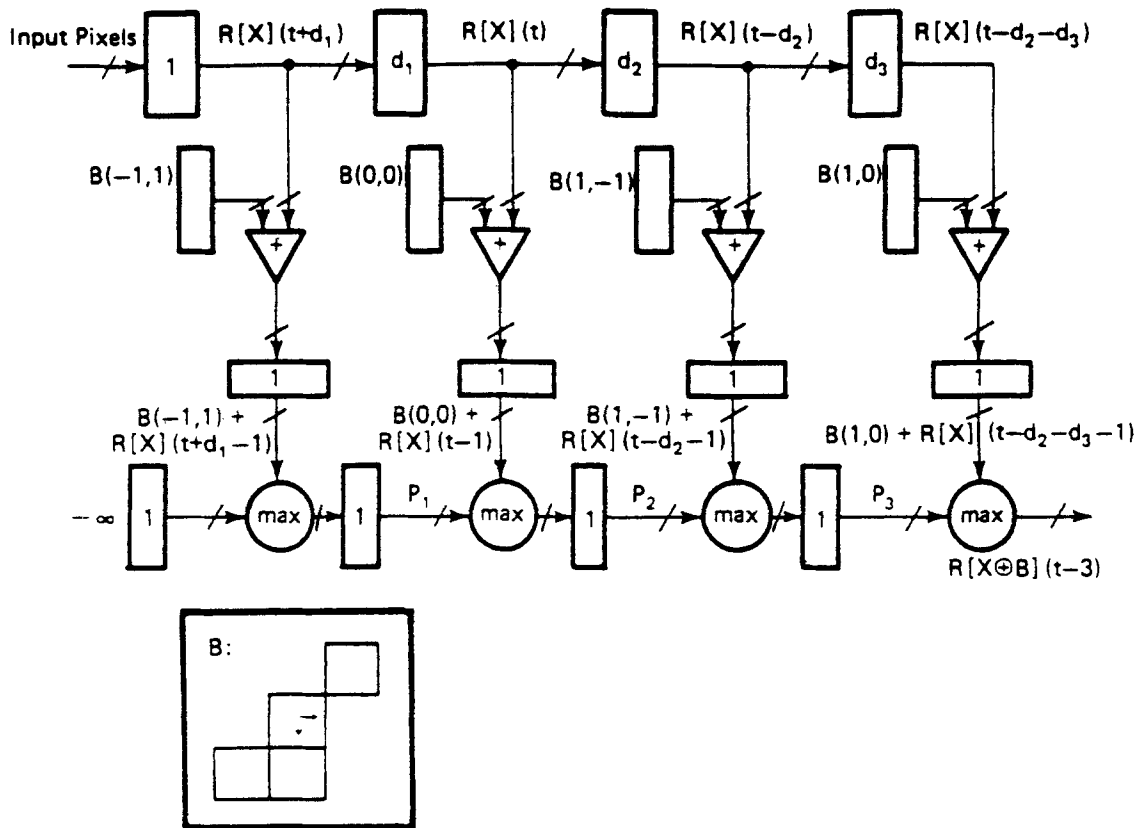 Input Pixels
1
R[X](t+d₁)
d₁
R[X](t)
d₂
R[X](t−d₂)
d₃
R[X](t−d₂−d₃)
B(−1,1)
B(0,0)
B(1,−1)
B(1,0)
+
+
+
+
1
1
1
1
B(−1,1) +
R[X](t+d₁−1)
B(0,0) +
R[X](t−1)
B(1,−1) +
R[X](t−d₂−1)
B(1,0) + R[X] (t−d₂−d₃−1)
−∞
1
max
1
P₁
max
1
P₂
max
1
P₃
max
R[X⊕B](t−3)
B: